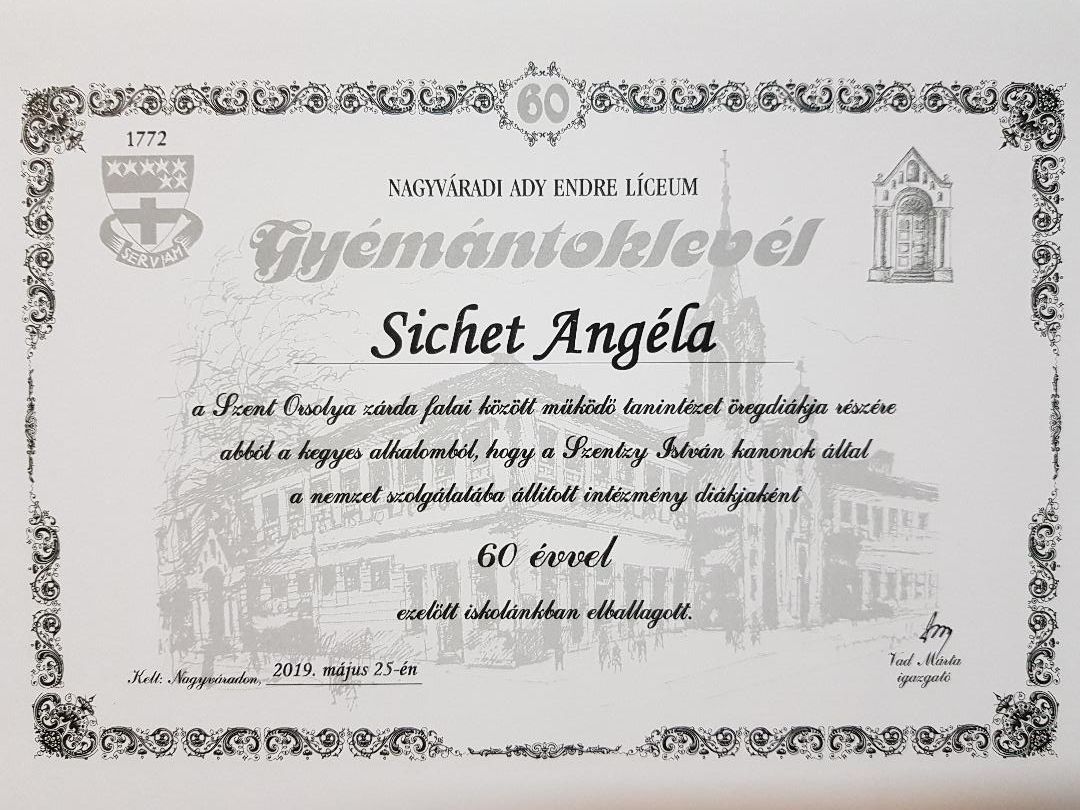 60
1772
SERVIAM
NAGYVÁRADI ADY ENDRE LÍCEUM
Gyémántoklevél
Sichet Angéla
a Szent Orsolya zárda falai között működő tanintézet öregdiákja részére
abból a kegyes alkalomból, hogy a Szentzy István kanonok által
a nemzet szolgálatába állított intézmény diákjaként
60 évvel
ezelőtt iskolánkban elballagott.
Kelt: Nagyváradon, 2019. május 25-én
Vad Márta
igazgató